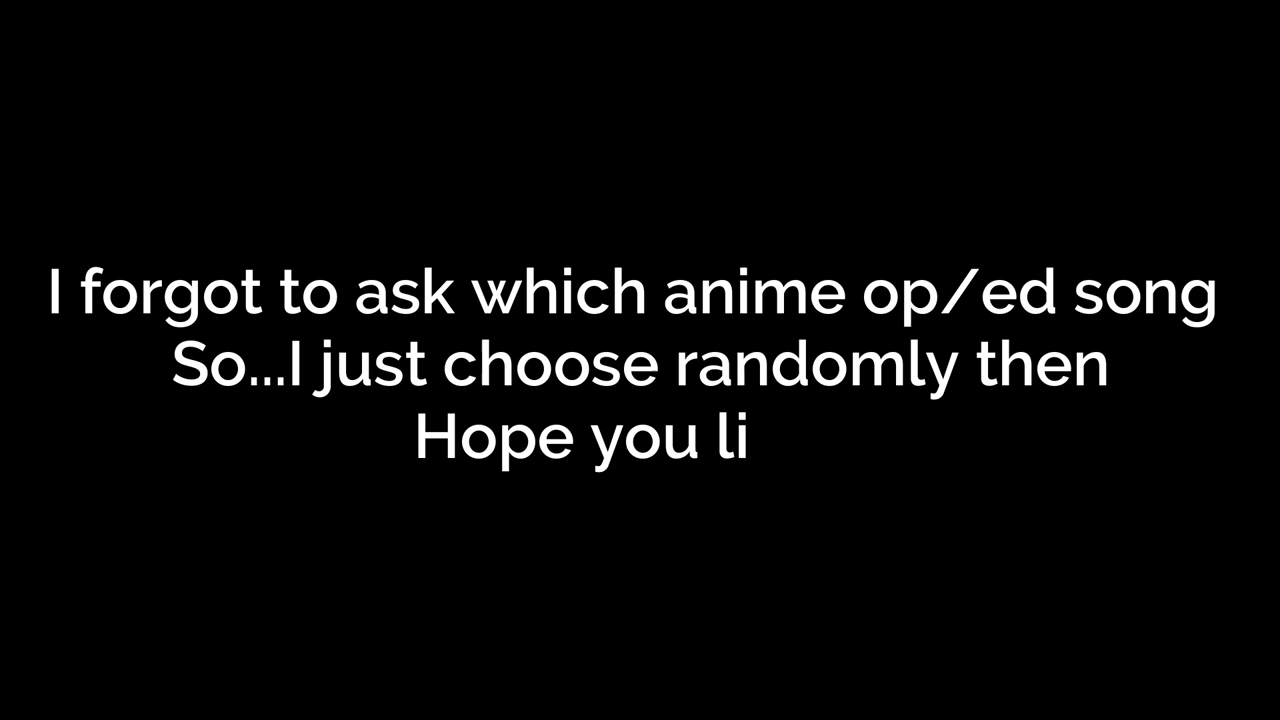 I forgot to ask which anime op/ed song
So...I just choose randomly then
Hope you li